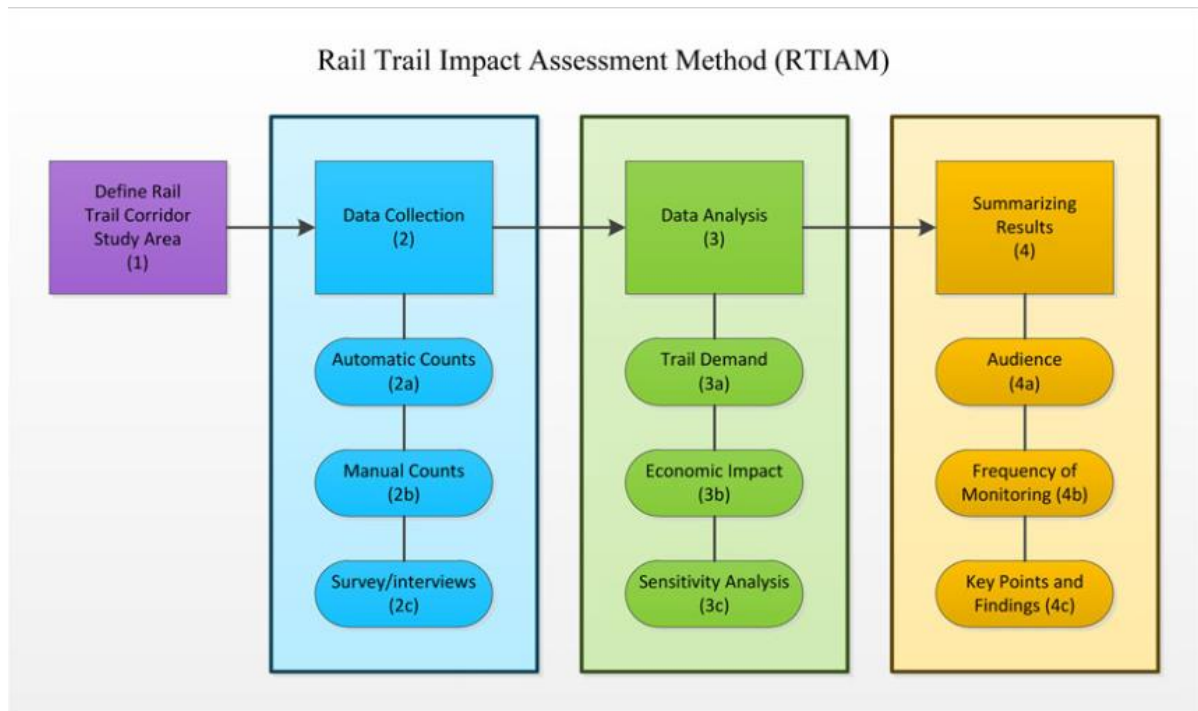 Rail Trail Impact Assessment Method (RTIAM)
Define Rail
Trail Corridor
Study Area
(1)
Data Collection
(2)
Automatic Counts
(2a)
Manual Counts
(2b)
Survey/interviews
(2c)
Data Analysis
(3)
Trail Demand
(3a)
Economic Impact
(3b)
Sensitivity Analysis
(3c)
Summarizing
Results
(4)
Audience
(4a)
Frequency of
Monitoring (4b)
Key Points and
Findings (4c)